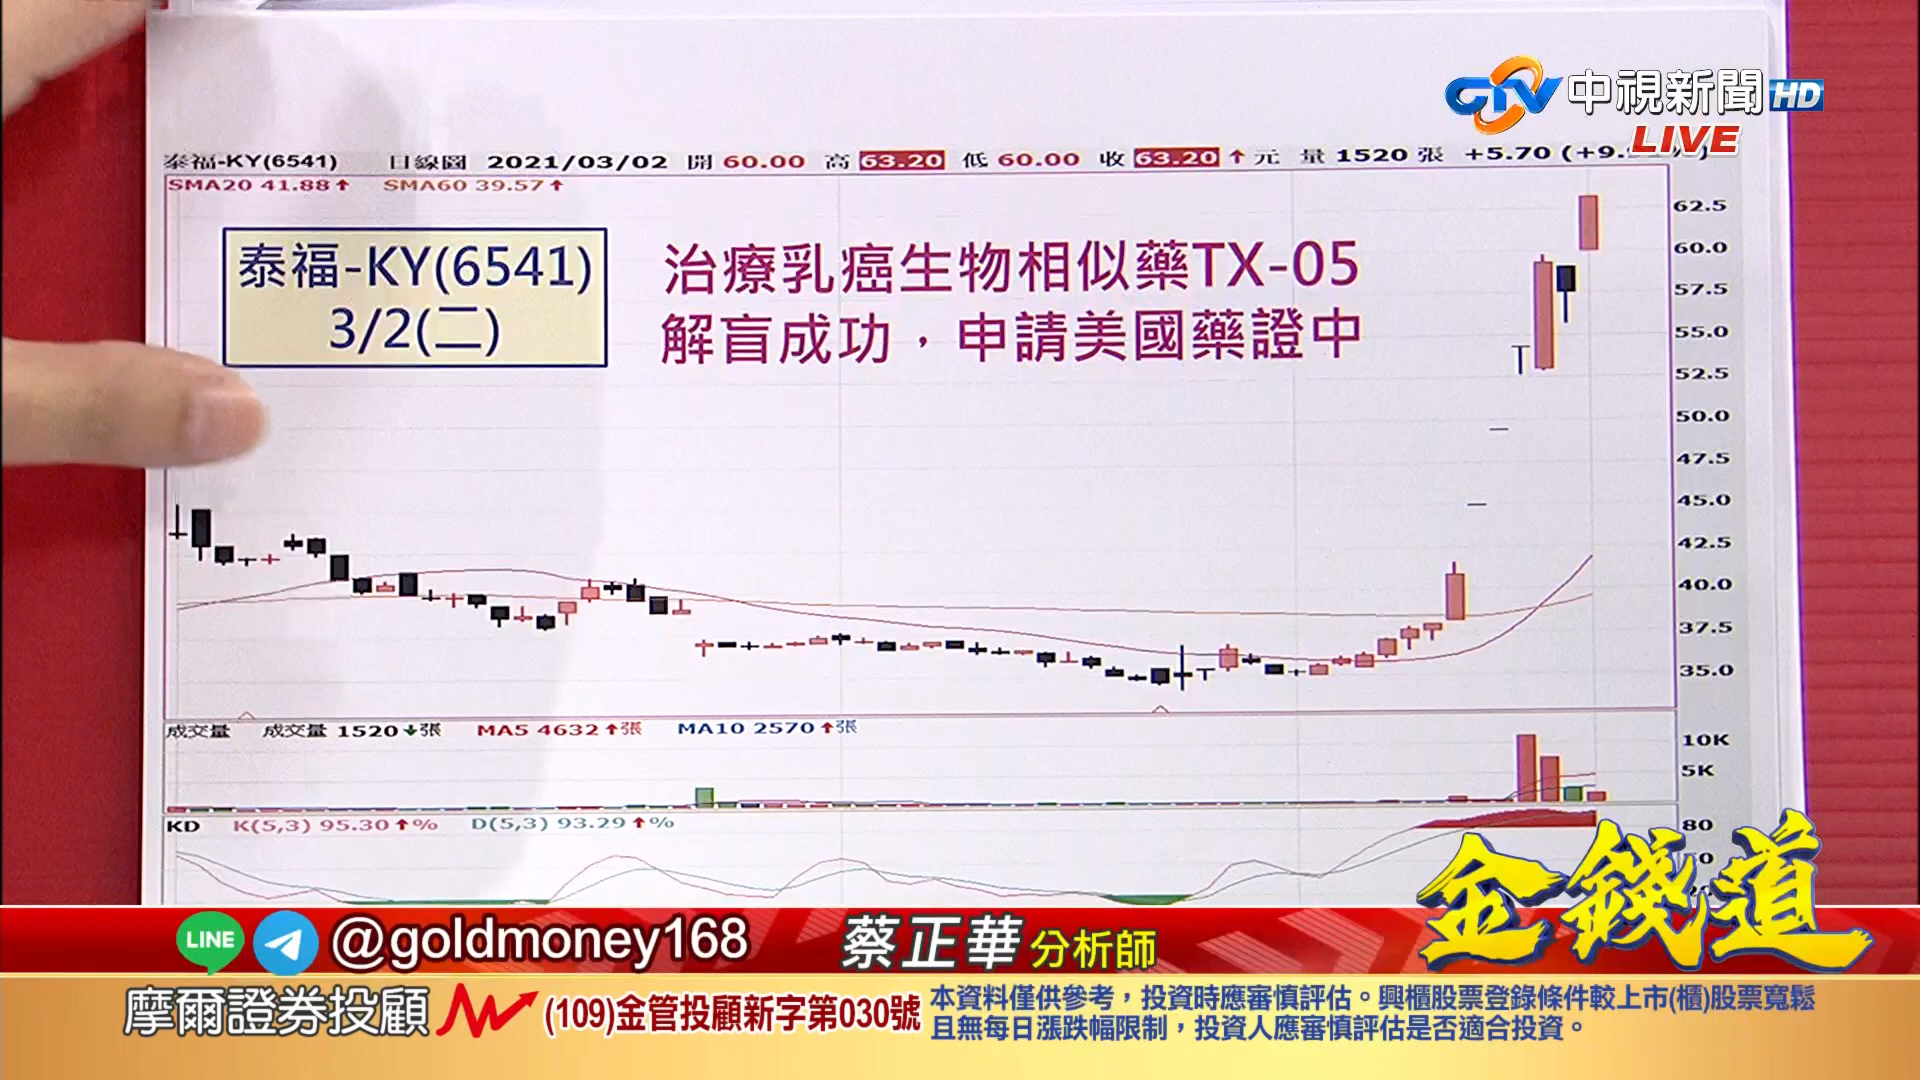 CTV 中視新聞 HD
LIVE
泰福-KY(6541) 日線圖 2021/03/02 開 60.00 高 63.20 低 60.00 收 63.20↑元 量 1520 張 +5.70
SMA20 41.88↑ SMA60 39.57↑
泰福-KY(6541)
3/2(二)
治療乳癌生物相似藥TX-05
解盲成功，申請美國藥證中
62.5
60.0
57.5
55.0
52.5
50.0
47.5
45.0
42.5
40.0
37.5
35.0
成交量 成交量 1520↓張 MA5 4632↑張 MA10 2570↑張
10K
5K
KD K(5,3) 95.30↑% D(5,3) 93.29↑%
80
金錢道
LINE @goldmoney168 蔡正華 分析師
摩爾證券投顧 (109)金管投顧新字第030號
本資料僅供參考，投資時應審慎評估。興櫃股票登錄條件較上市(櫃)股票寬鬆
且無每日漲跌幅限制，投資人應審慎評估是否適合投資。